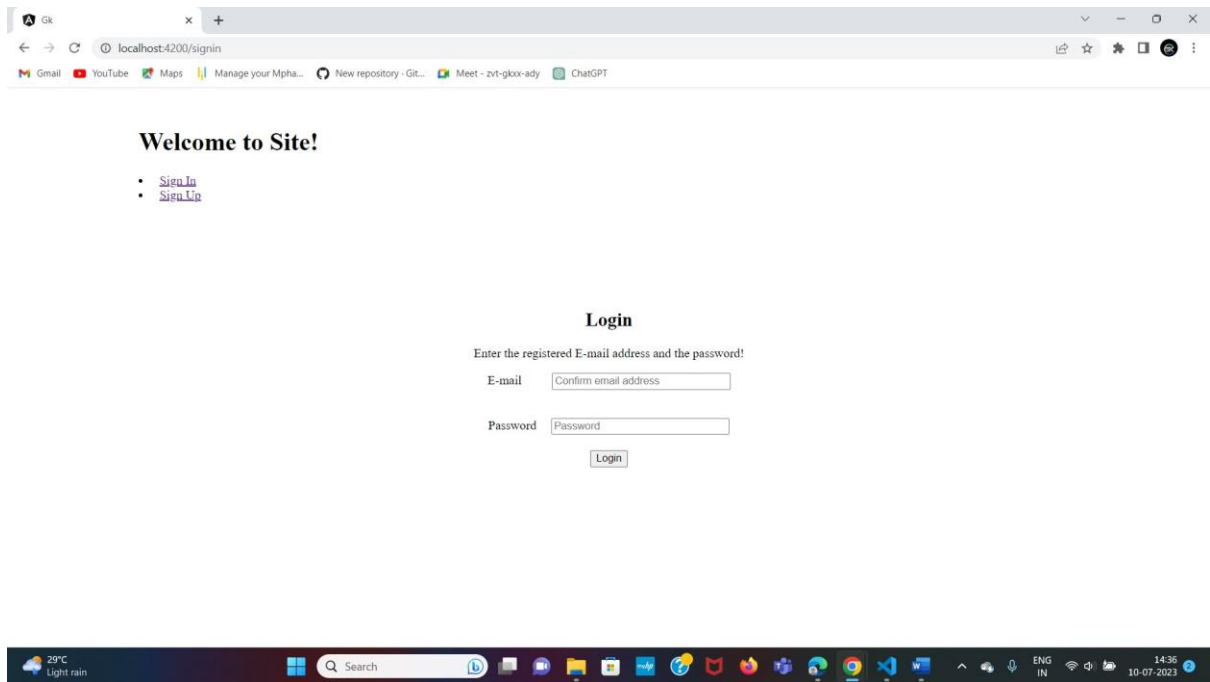 Gk
localhost:4200/signin
Gmail YouTube Maps Manage your Mpha... New repository · Git... Meet - zvt-gkxx-ady ChatGPT
Welcome to Site!
Sign In
Sign Up
Login
Enter the registered E-mail address and the password!
E-mail Confirm email address
Password Password
Login
29°C
Light rain
Search
ENG
IN
14:36
10-07-2023
2